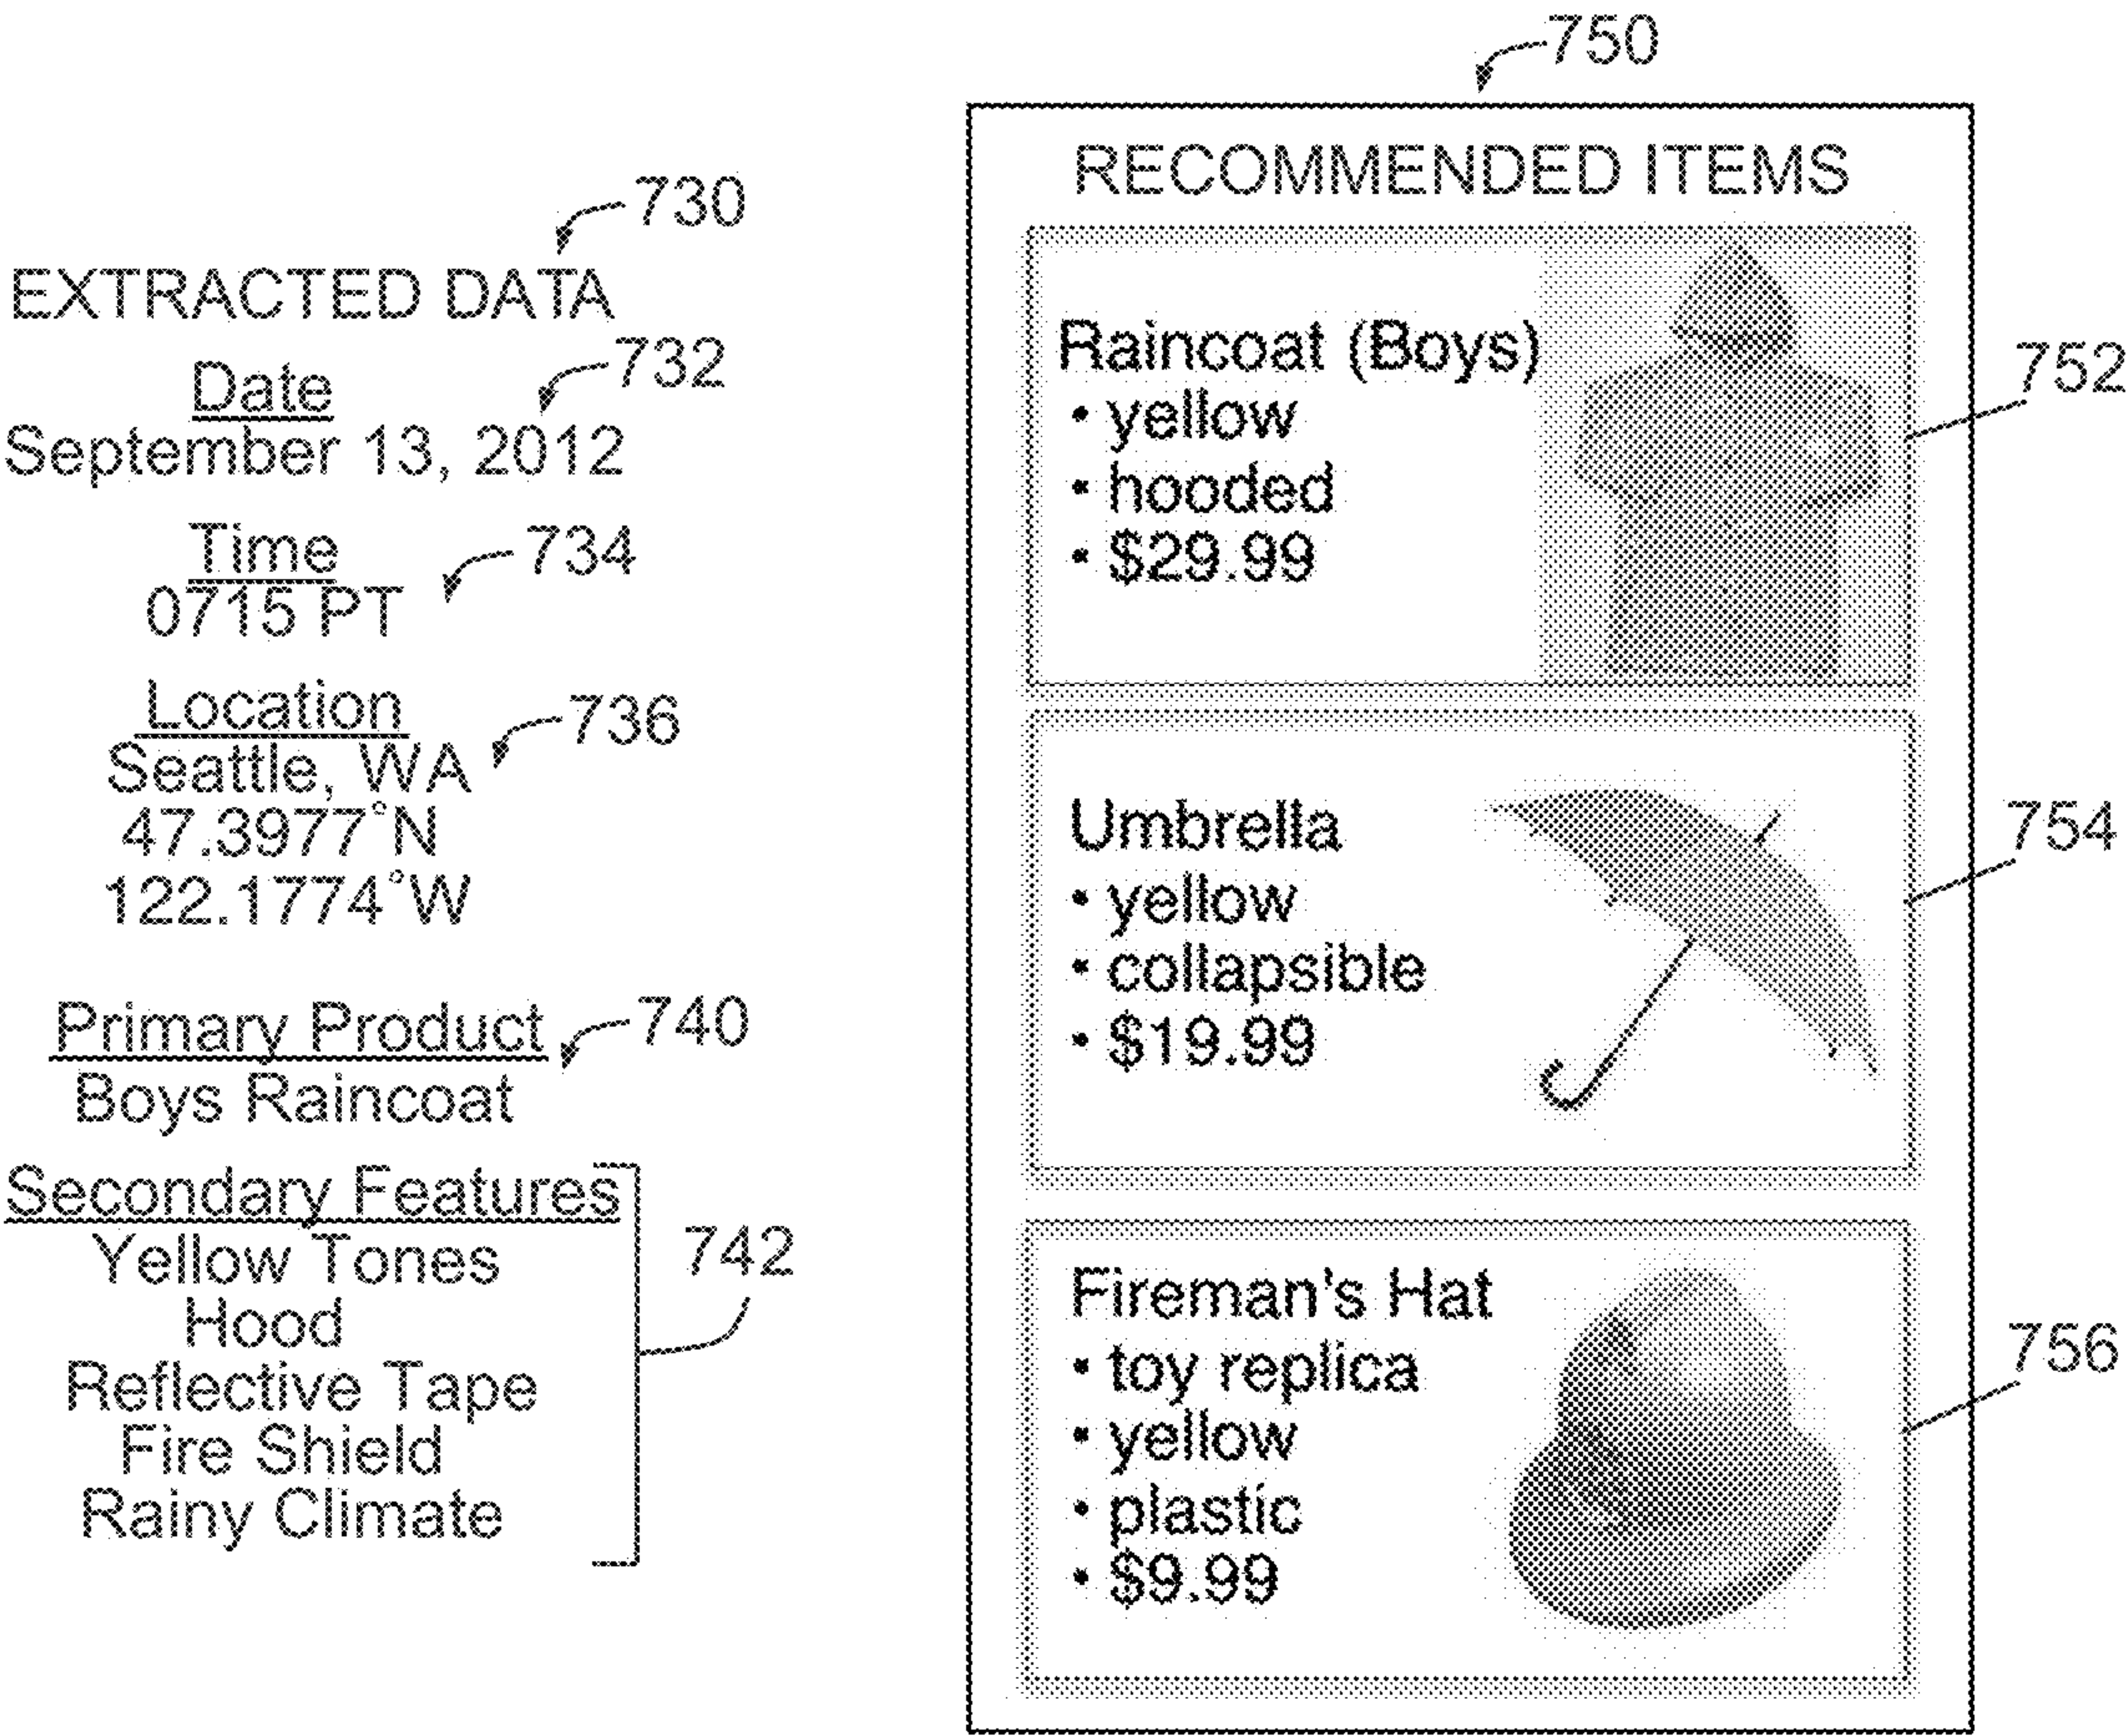 730
EXTRACTED DATA
732
Date
September 13, 2012
Time
734
0715 PT
Location
736
Seattle, WA
47.3977°N
122.1774°W
Primary Product
740
Boys Raincoat
Secondary Features
Yellow Tones
Hood
Reflective Tape
Fire Shield
Rainy Climate
742
750
RECOMMENDED ITEMS
Raincoat (Boys)
• yellow
• hooded
• $29.99
752
Umbrella
• yellow
• collapsible
• $19.99
754
Fireman's Hat
• toy replica
• yellow
• plastic
• $9.99
756